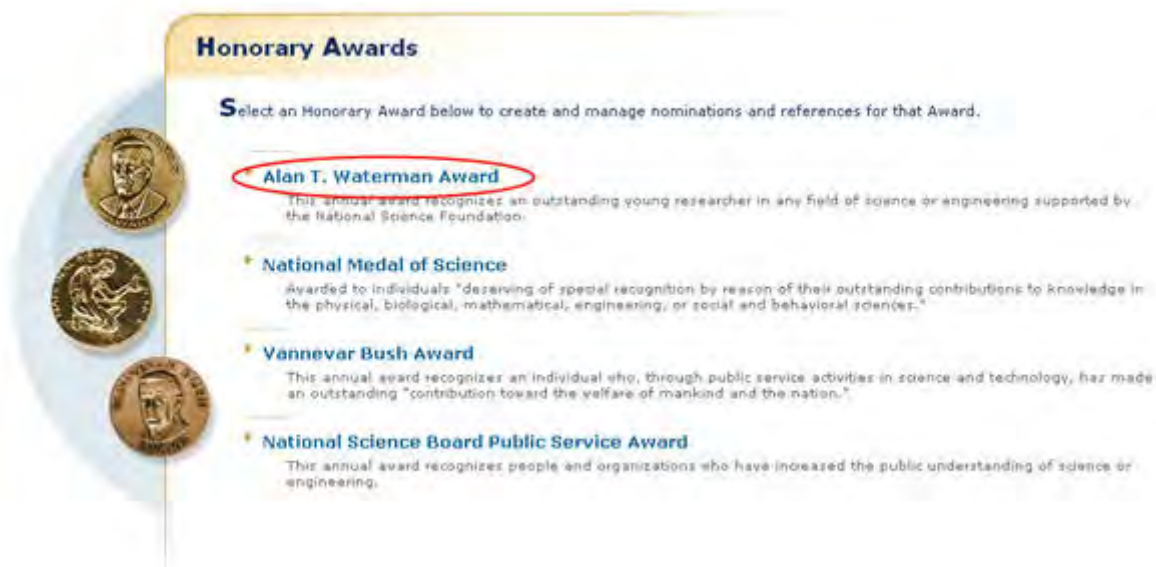 Honorary Awards
Select an Honorary Award below to create and manage nominations and references for that Award.
Alan T. Waterman Award
This annual award recognizes an outstanding young researcher in any field of science or engineering supported by
the National Science Foundation.
National Medal of Science
Awarded to individuals "deserving of special recognition by reason of their outstanding contributions to knowledge in
the physical, biological, mathematical, engineering, or social and behavioral sciences."
Vannevar Bush Award
This annual award recognizes an individual who, through public service activities in science and technology, has made
an outstanding "contribution toward the welfare of mankind and the nation."
National Science Board Public Service Award
This annual award recognizes people and organizations who have increased the public understanding of science or
engineering.